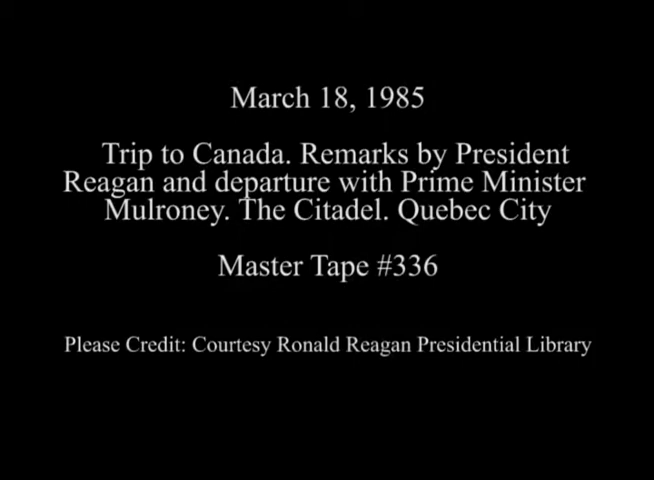 March 18, 1985
Trip to Canada. Remarks by President
Reagan and departure with Prime Minister
Mulroney. The Citadel. Quebec City
Master Tape #336
Please Credit: Courtesy Ronald Reagan Presidential Library